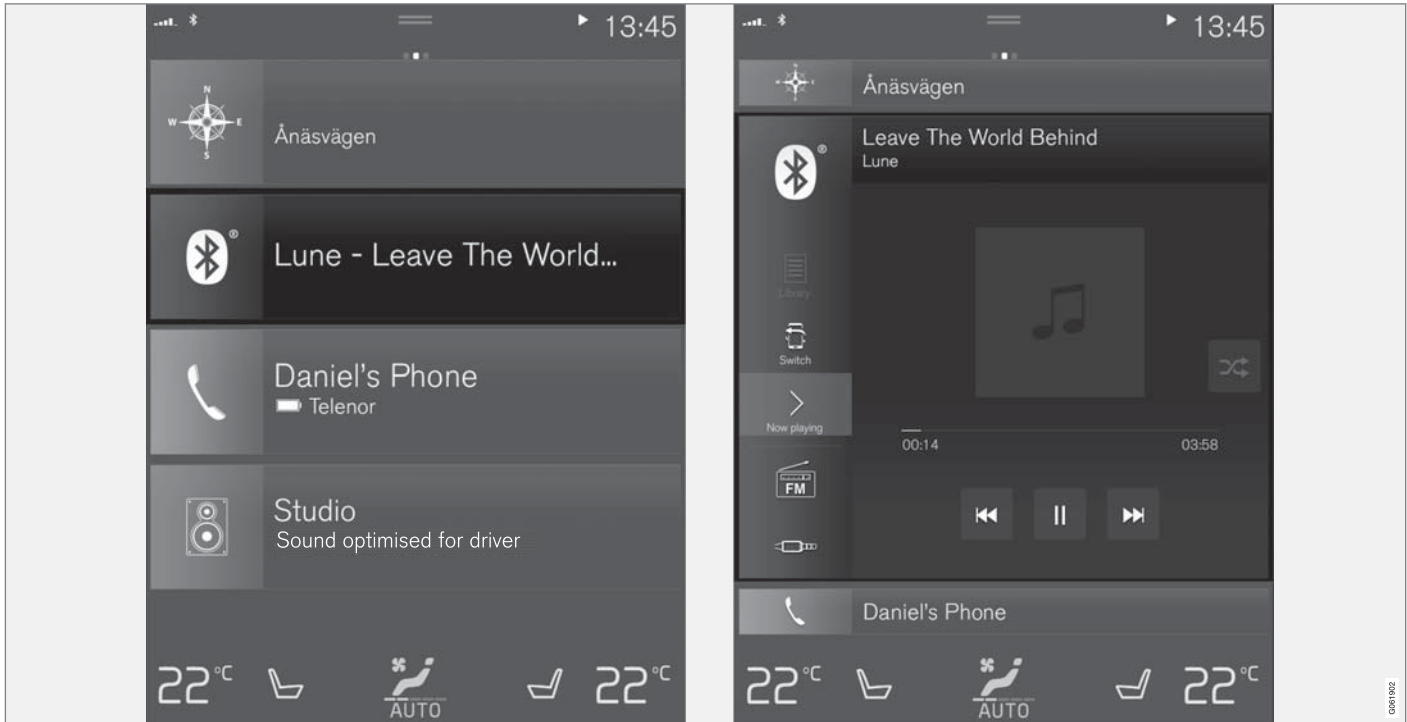 13:45
N
W E
S
Ånäsvägen
®
Lune - Leave The World...
Daniel's Phone
Telenor
Studio
Sound optimised for driver
22°C
AUTO
22°C
13:45
N
W E
S
Ånäsvägen
®
Leave The World Behind
Lune
Library
Switch
Now playing
00:14 03:58
FM
Daniel's Phone
22°C
AUTO
22°C
G061902